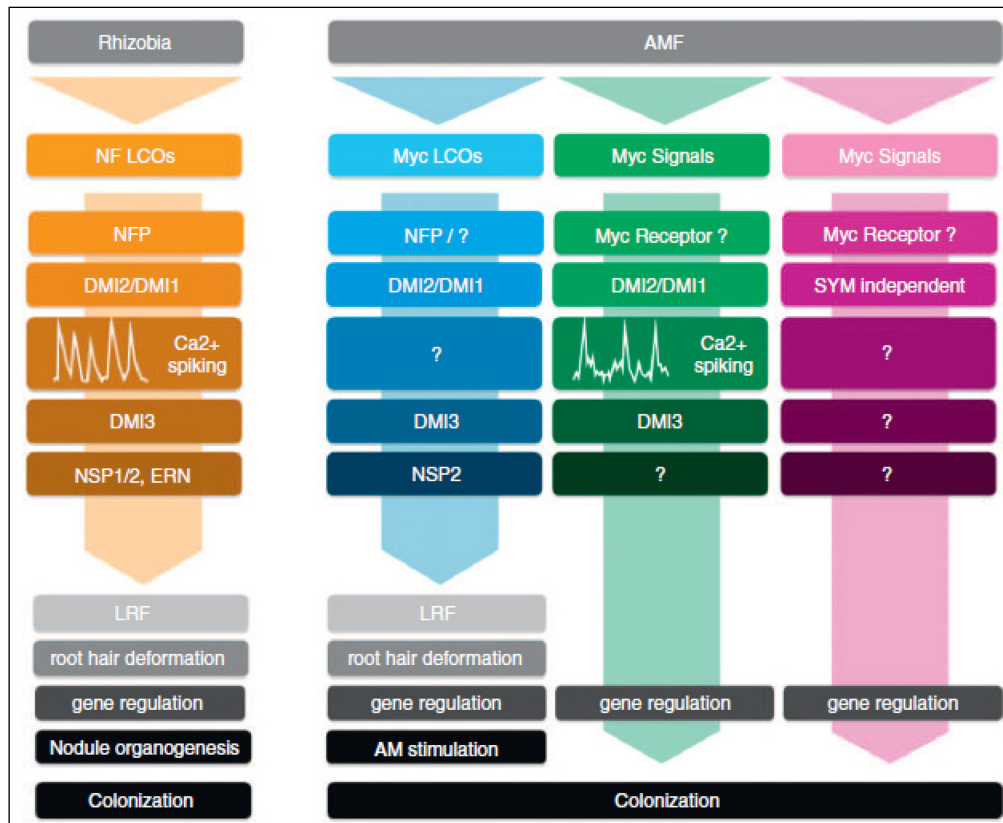 Rhizobia
AMF
NF LCOs
Myc LCOs
Myc Signals
Myc Signals
NFP
NFP / ?
Myc Receptor ?
Myc Receptor ?
DMI2/DMI1
DMI2/DMI1
DMI2/DMI1
SYM independent
Ca2+
spiking
?
Ca2+
spiking
?
DMI3
DMI3
DMI3
?
NSP1/2, ERN
NSP2
?
?
LRF
LRF
root hair deformation
root hair deformation
gene regulation
gene regulation
gene regulation
gene regulation
Nodule organogenesis
AM stimulation
Colonization
Colonization